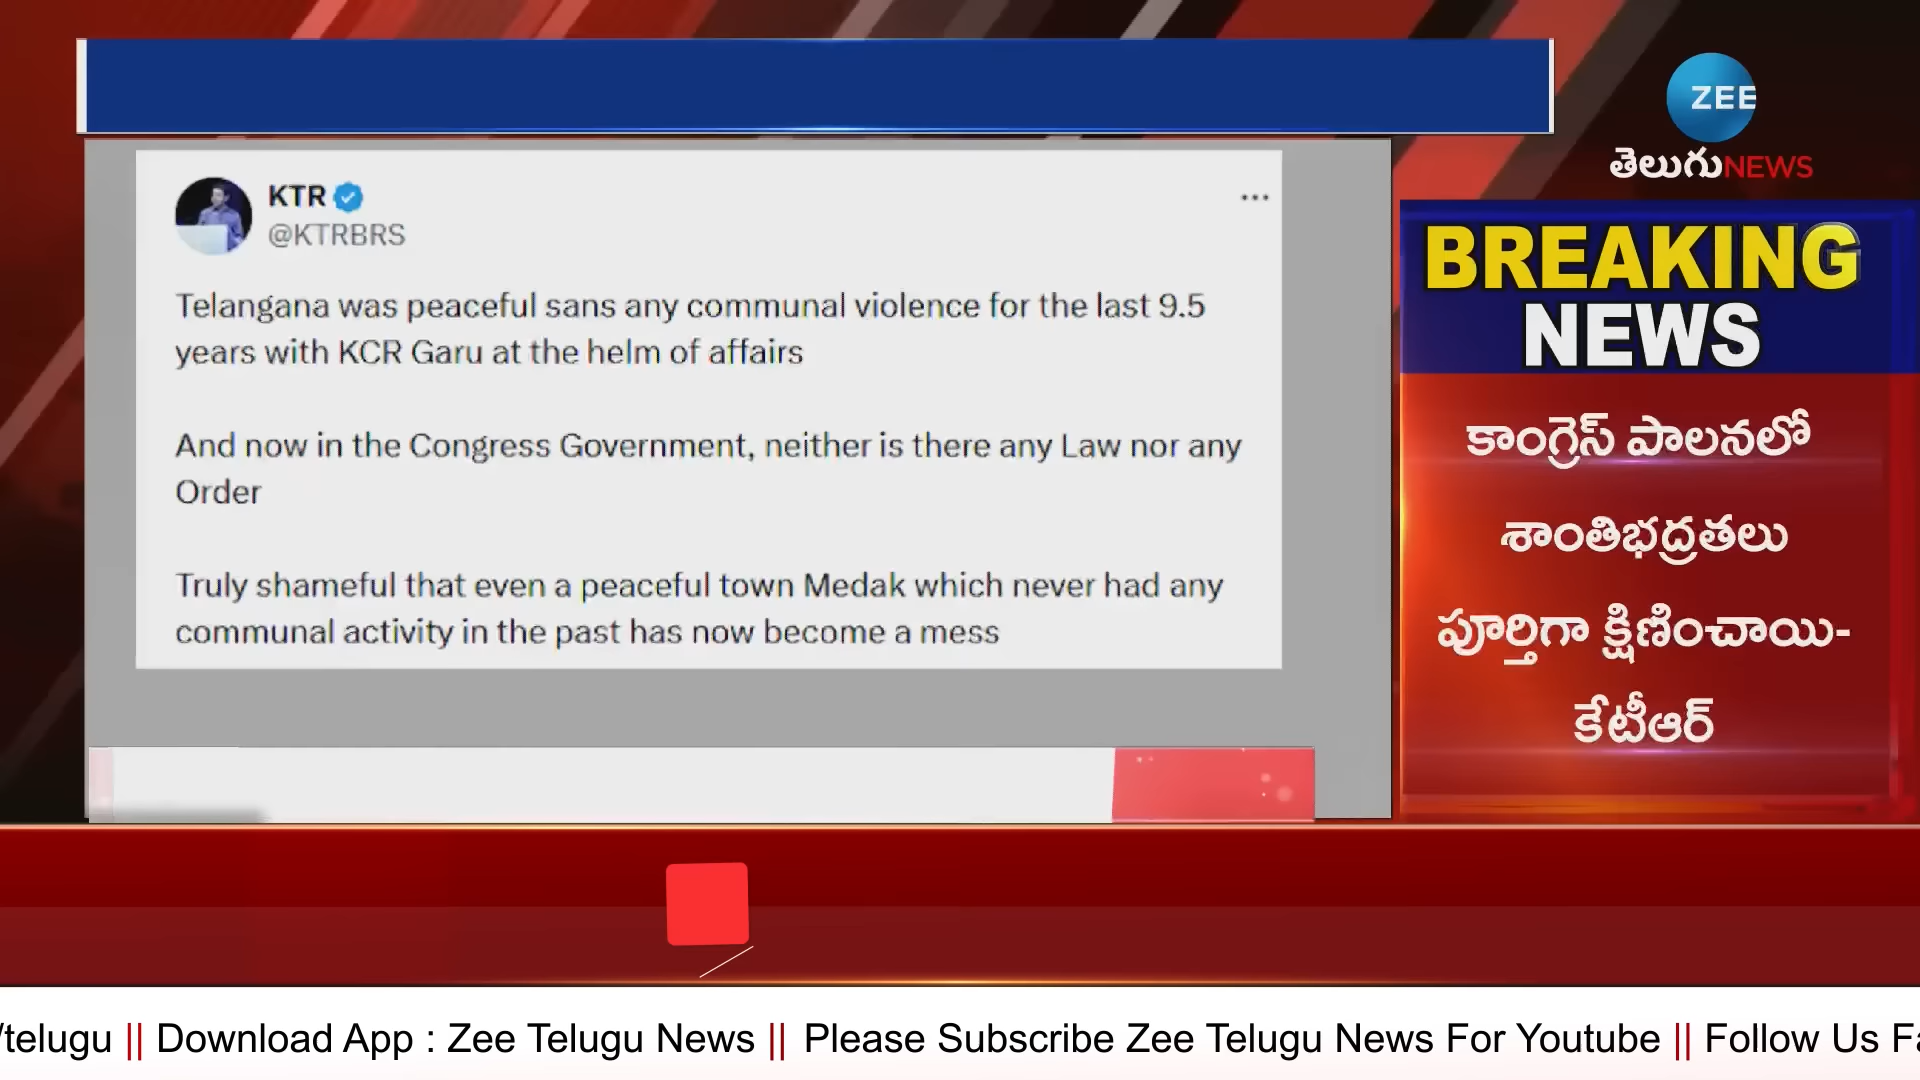 KTR
@KTRBRS
Telangana was peaceful sans any communal violence for the last 9.5
years with KCR Garu at the helm of affairs
And now in the Congress Government, neither is there any Law nor any
Order
Truly shameful that even a peaceful town Medak which never had any
communal activity in the past has now become a mess
ZEE
తెలుగుNEWS
BREAKING
NEWS
కాంగ్రెస్ పాలనలో
శాంతిభద్రతలు
పూర్తిగా క్షిణించాయి-
కేటీఆర్
/telugu || Download App : Zee Telugu News || Please Subscribe Zee Telugu News For Youtube || Follow Us Fa